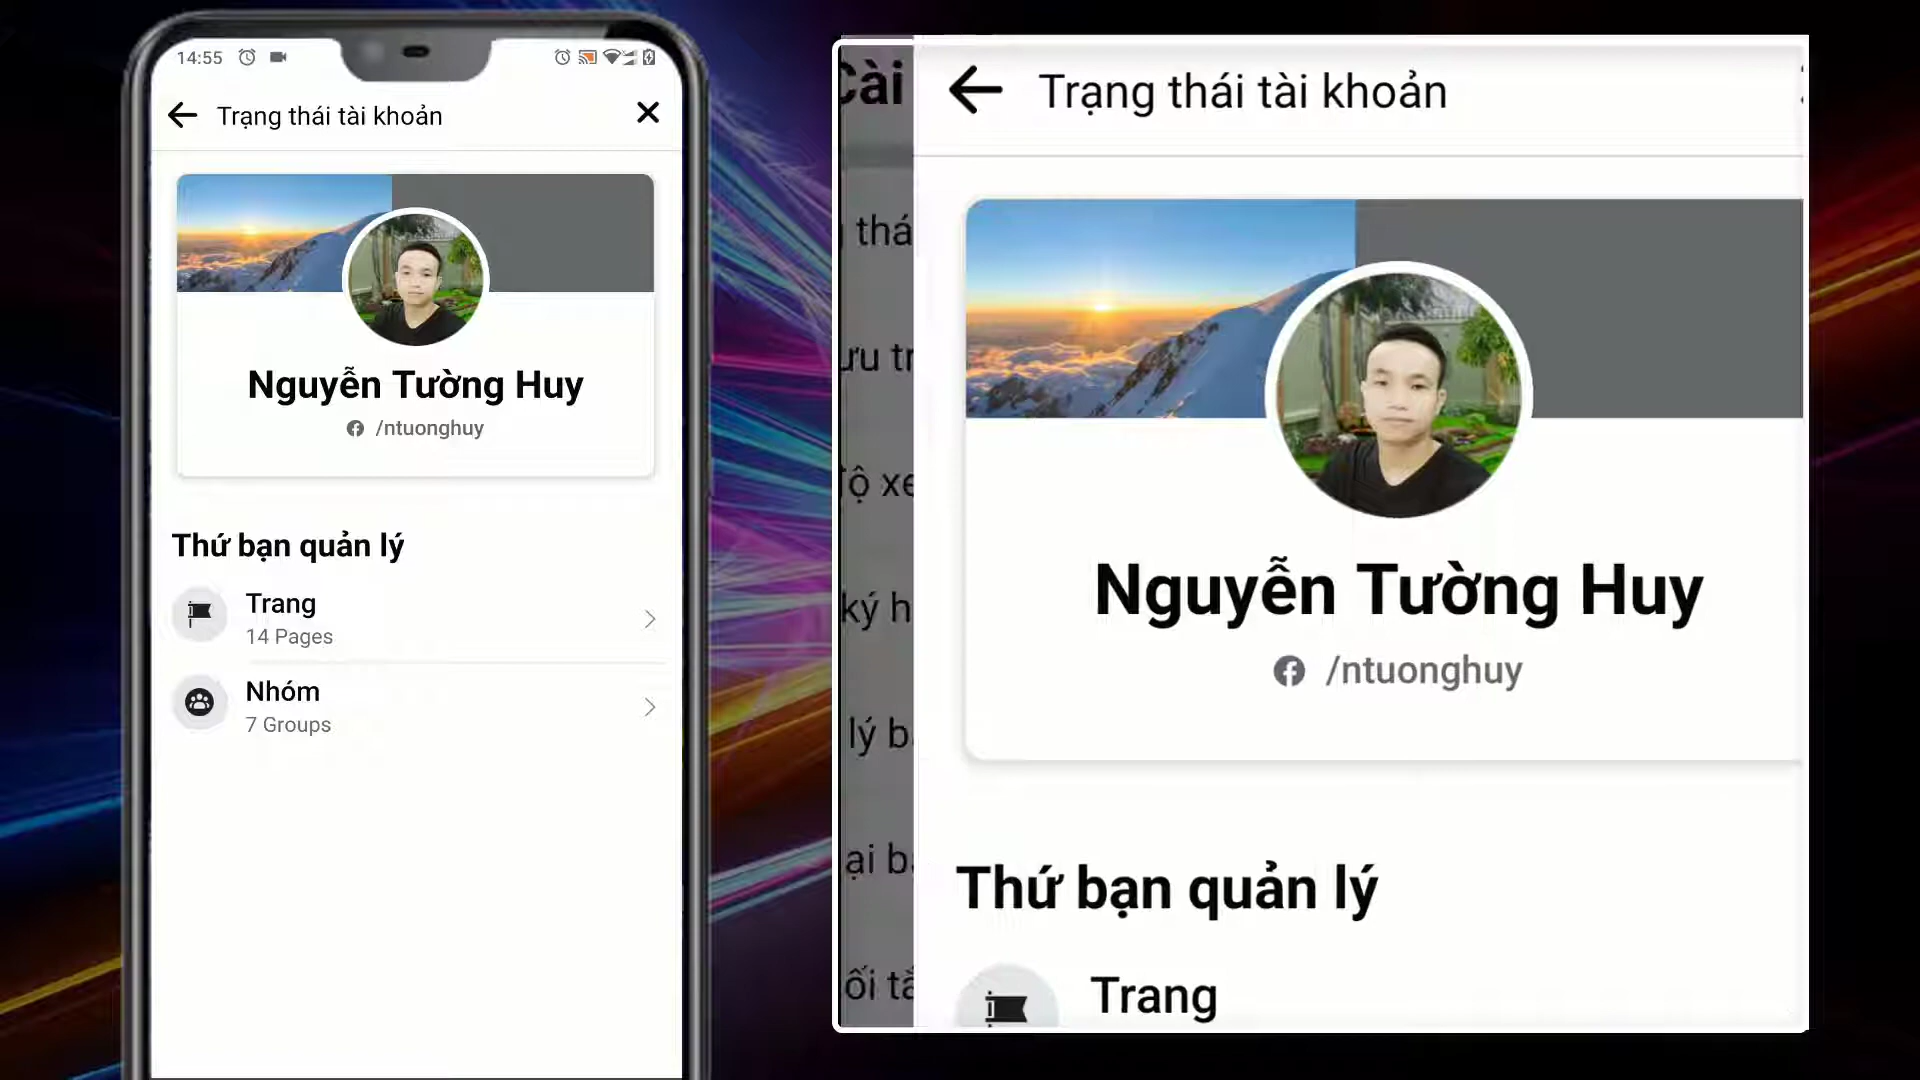 14:55
Trạng thái tài khoản
Nguyễn Tường Huy
/ntuonghuy
Thứ bạn quản lý
Trang
14 Pages
Nhóm
7 Groups
Cài
Trạng thái tài khoản
Nguyễn Tường Huy
/ntuonghuy
Thứ bạn quản lý
Trang